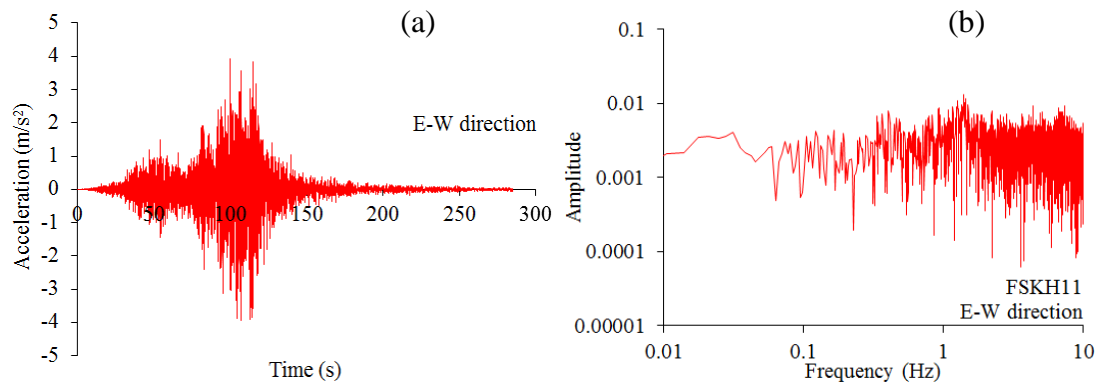 (a)
5
4
3
2
1
0
-1
-2
-3
-4
-5
0 50 100 150 200 250 300
Acceleration (m/s²)
E-W direction
Time (s)
(b)
0.1
0.01
0.001
0.0001
0.00001
0.01 0.1 1 10
Amplitude
FSKH11
E-W direction
Frequency (Hz)